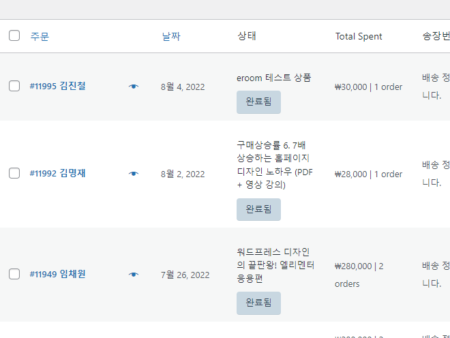 주문 날짜 상태 Total Spent 송장번
eroom 테스트 상품
#11995 김진철 8월 4, 2022 ₩30,000 | 1 order 배송 정
완료됨 니다.
구매상승률 6. 7배
상승하는 홈페이지
배송 정
#11992 김명재 8월 2, 2022 디자인 노하우 (PDF ₩28,000 | 1 order
+ 영상 강의) 니다.
완료됨
워드프레스 디자인
의 끝판왕! 엘리멘터 ₩280,000 | 2 배송 정
#11949 임채원 7월 26, 2022
응용편 orders 니다.
완료됨